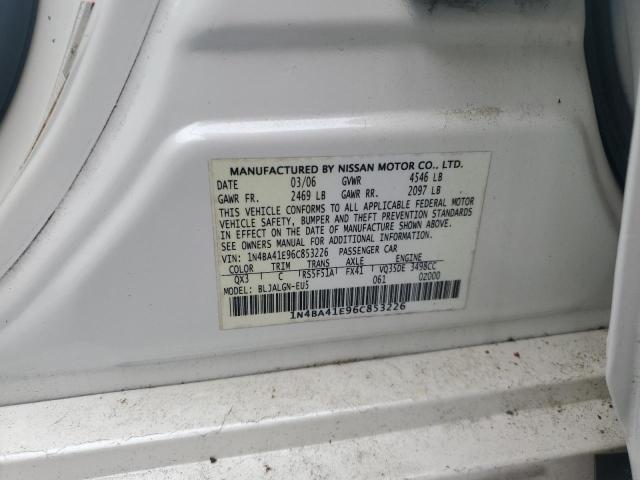 MANUFACTURED BY NISSAN MOTOR CO., LTD.
DATE 03/06 GVWR 4546 LB
GAWR FR. 2469 LB GAWR RR. 2097 LB
THIS VEHICLE CONFORMS TO ALL APPLICABLE FEDERAL MOTOR
VEHICLE SAFETY, BUMPER AND THEFT PREVENTION STANDARDS
IN EFFECT ON THE DATE OF MANUFACTURE SHOWN ABOVE.
SEE OWNERS MANUAL FOR ADDITIONAL INFORMATION.
VIN: 1N4BA41E96C853226 PASSENGER CAR
COLOR TRIM TRANS AXLE ENGINE
QX3 C RS5F51A FX41 VQ35DE 3498CC
MODEL: BLJALGN-EU5 061 02000
1N4BA41E96C853226